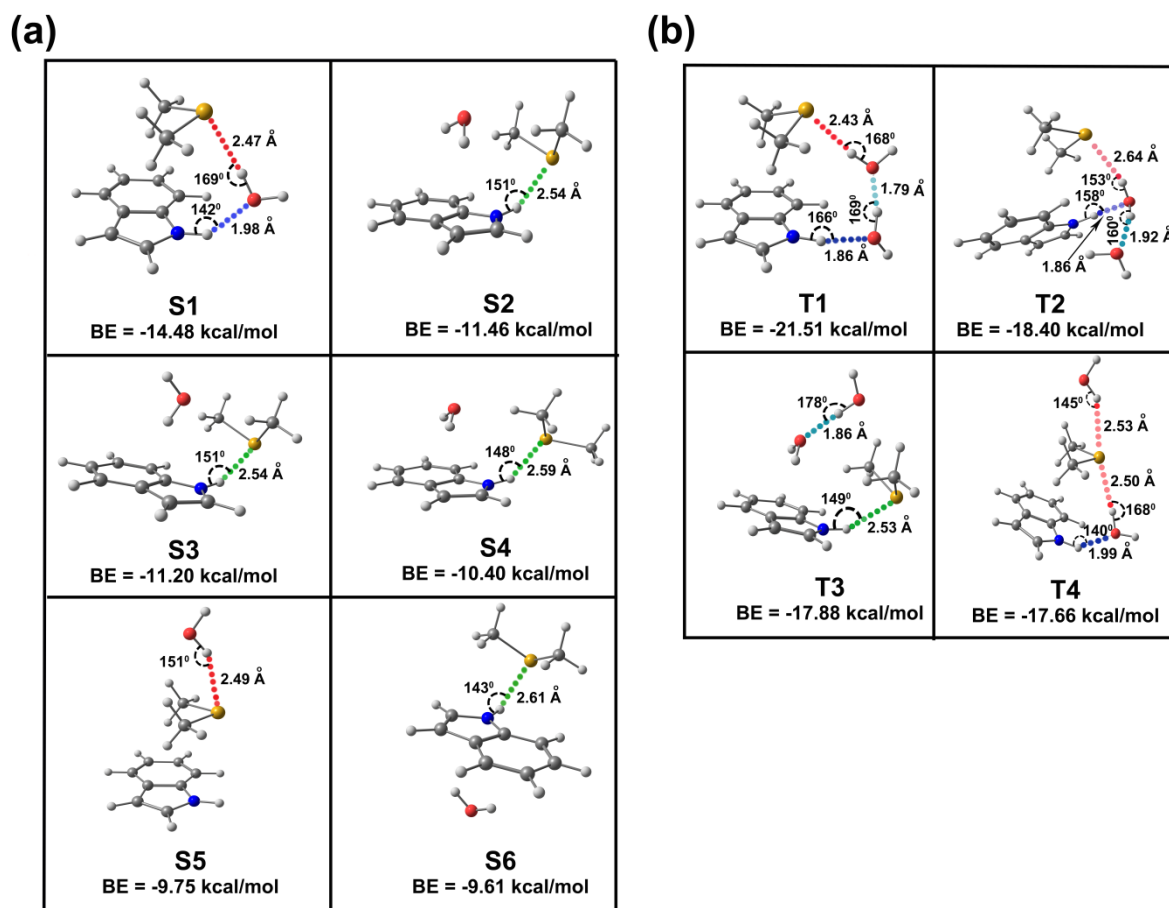 (a)
2.47 Å
169⁰
142⁰
1.98 Å
S1
BE = -14.48 kcal/mol
151⁰
2.54 Å
S2
BE = -11.46 kcal/mol
151⁰
2.54 Å
S3
BE = -11.20 kcal/mol
148⁰
2.59 Å
S4
BE = -10.40 kcal/mol
151⁰
2.49 Å
S5
BE = -9.75 kcal/mol
143⁰
2.61 Å
S6
BE = -9.61 kcal/mol
(b)
2.43 Å
168⁰
1.79 Å
169⁰
166⁰
1.86 Å
T1
BE = -21.51 kcal/mol
2.64 Å
153⁰
158⁰
160⁰
1.92 Å
1.86 Å
T2
BE = -18.40 kcal/mol
178⁰
1.86 Å
149⁰
2.53 Å
T3
BE = -17.88 kcal/mol
145⁰
2.53 Å
2.50 Å
168⁰
140⁰
1.99 Å
T4
BE = -17.66 kcal/mol